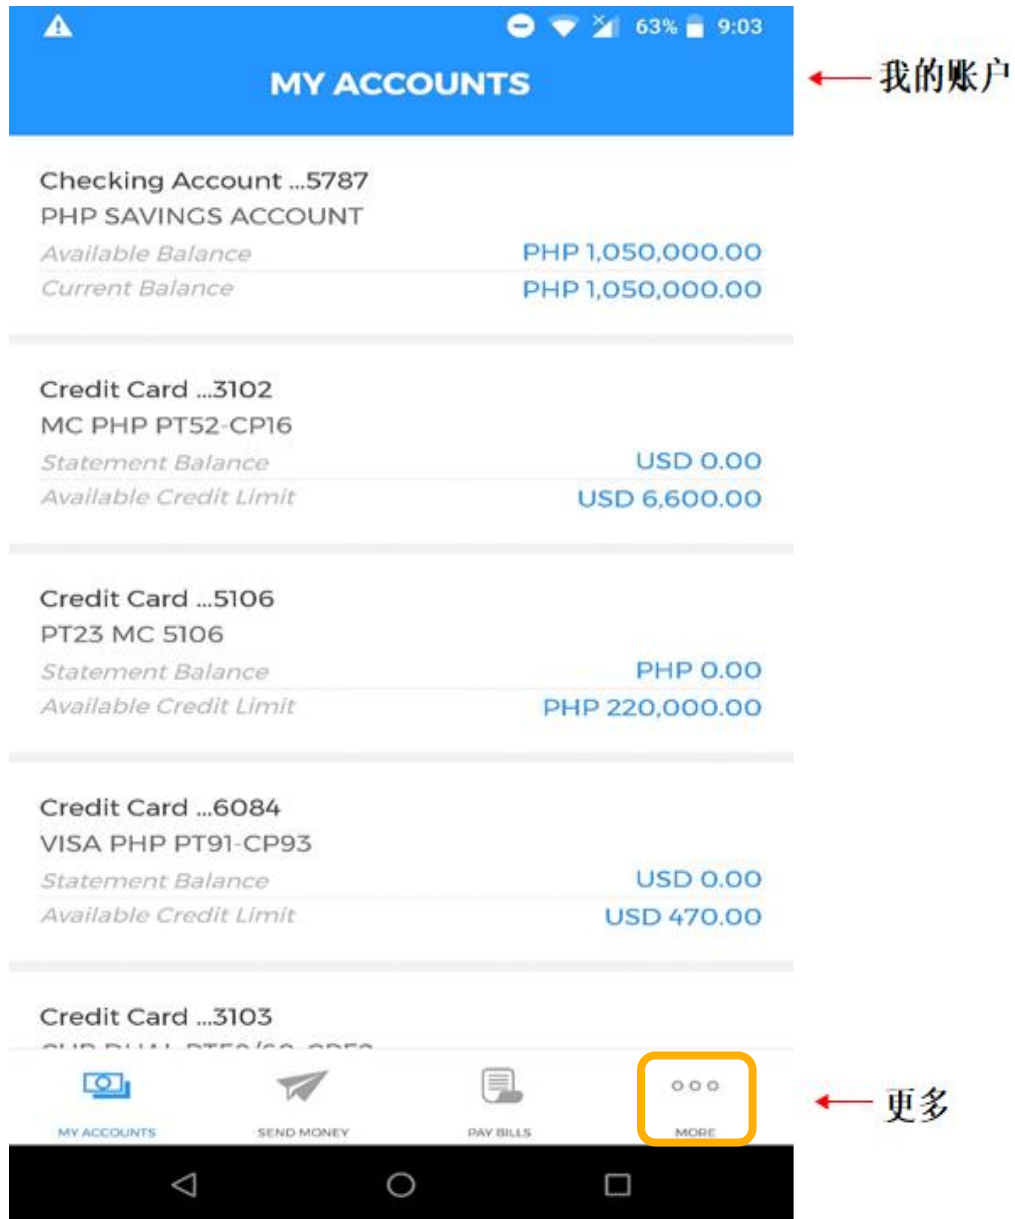 63% 9:03
MY ACCOUNTS
我的账户
Checking Account ...5787
PHP SAVINGS ACCOUNT
Available Balance PHP 1,050,000.00
Current Balance PHP 1,050,000.00
Credit Card ...3102
MC PHP PT52-CP16
Statement Balance USD 0.00
Available Credit Limit USD 6,600.00
Credit Card ...5106
PT23 MC 5106
Statement Balance PHP 0.00
Available Credit Limit PHP 220,000.00
Credit Card ...6084
VISA PHP PT91-CP93
Statement Balance USD 0.00
Available Credit Limit USD 470.00
Credit Card ...3103
MY ACCOUNTS SEND MONEY PAY BILLS MORE
更多